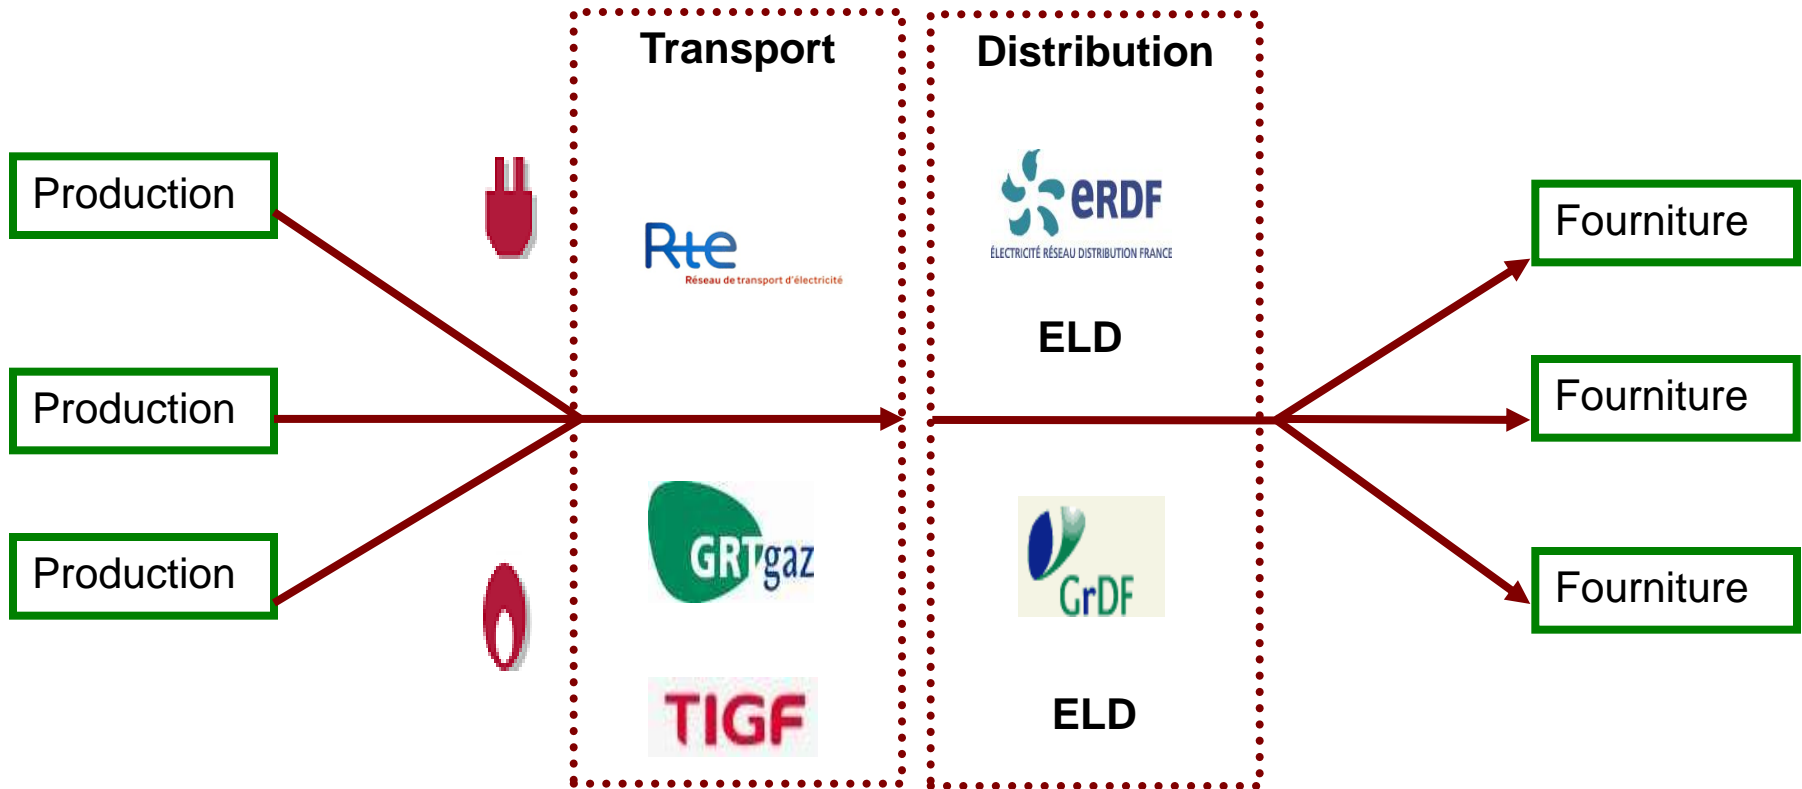 Transport
Distribution
Production
Production
Production
Rte
Réseau de transport d'électricité
GRTgaz
TIGF
eRDF
ÉLECTRICITÉ RÉSEAU DISTRIBUTION FRANCE
ELD
GrDF
ELD
Fourniture
Fourniture
Fourniture